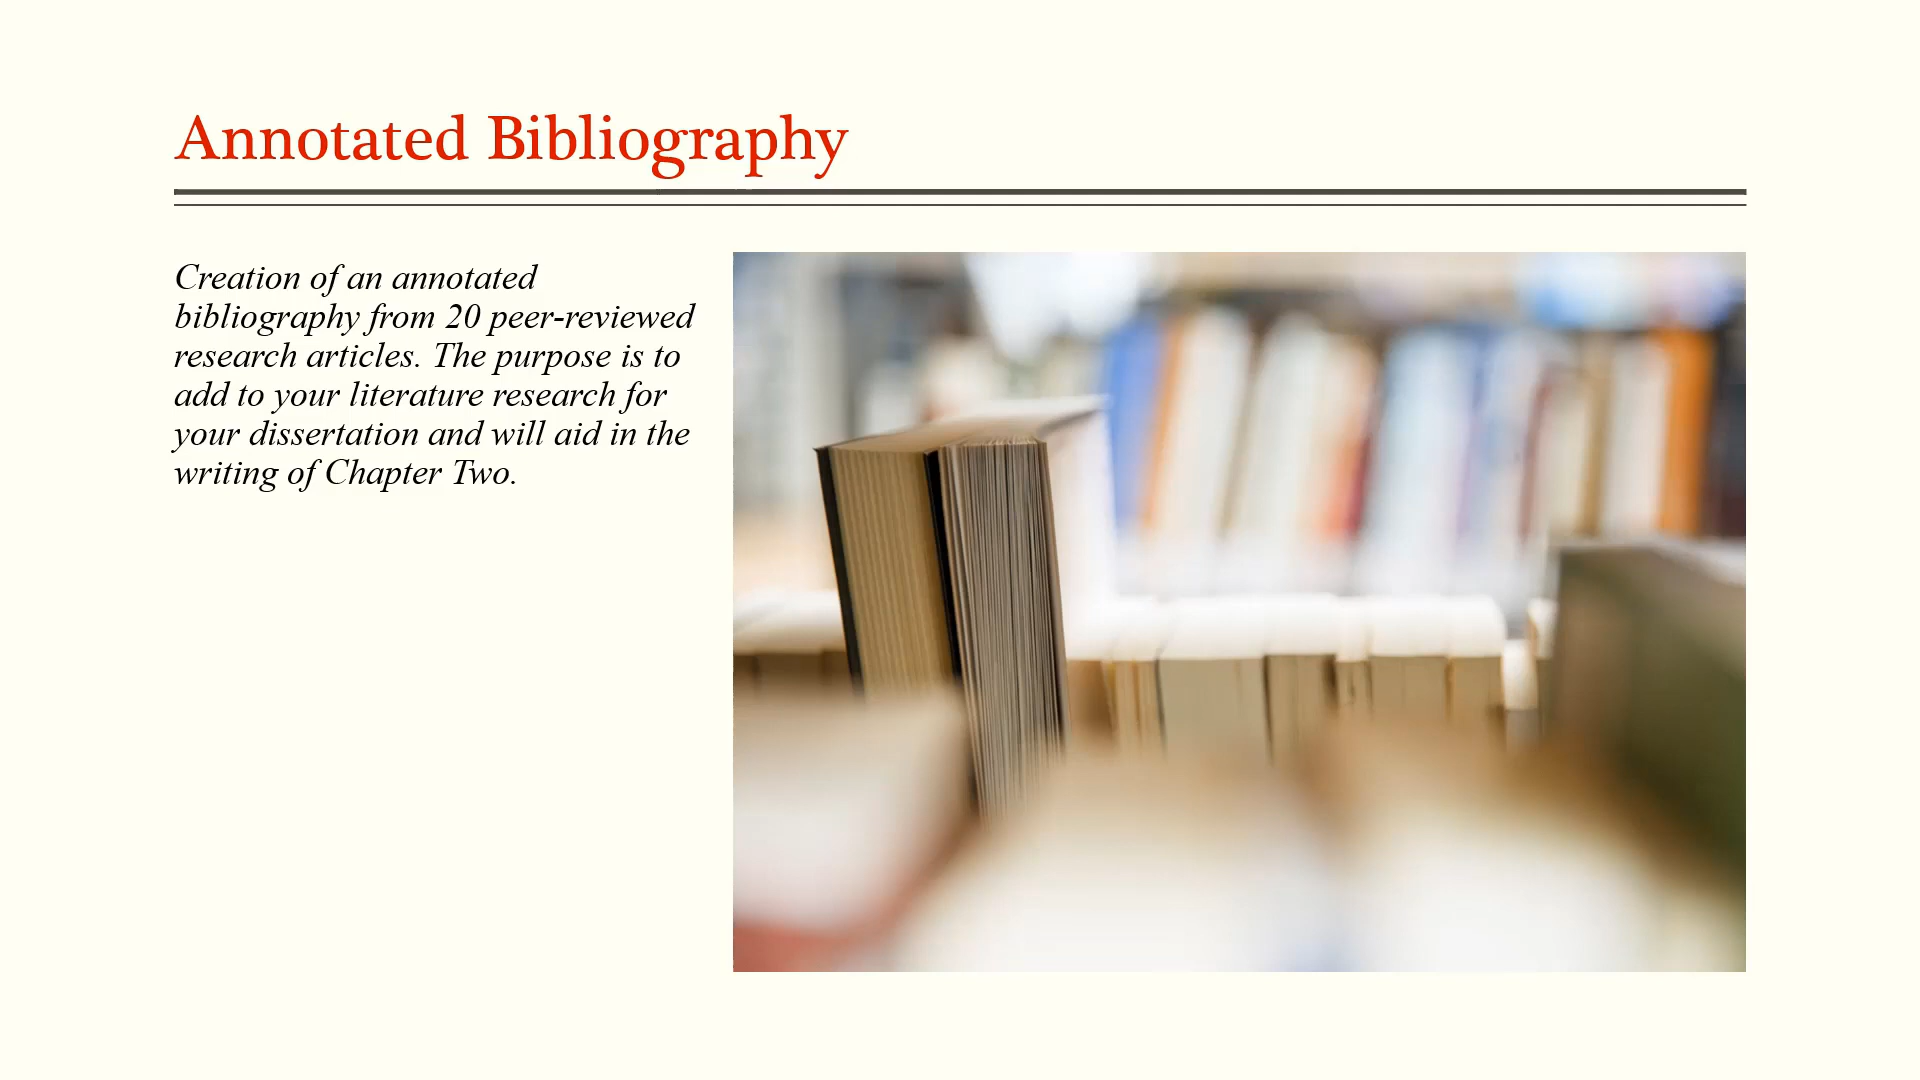 Annotated Bibliography
Creation of an annotated
bibliography from 20 peer-reviewed
research articles. The purpose is to
add to your literature research for
your dissertation and will aid in the
writing of Chapter Two.